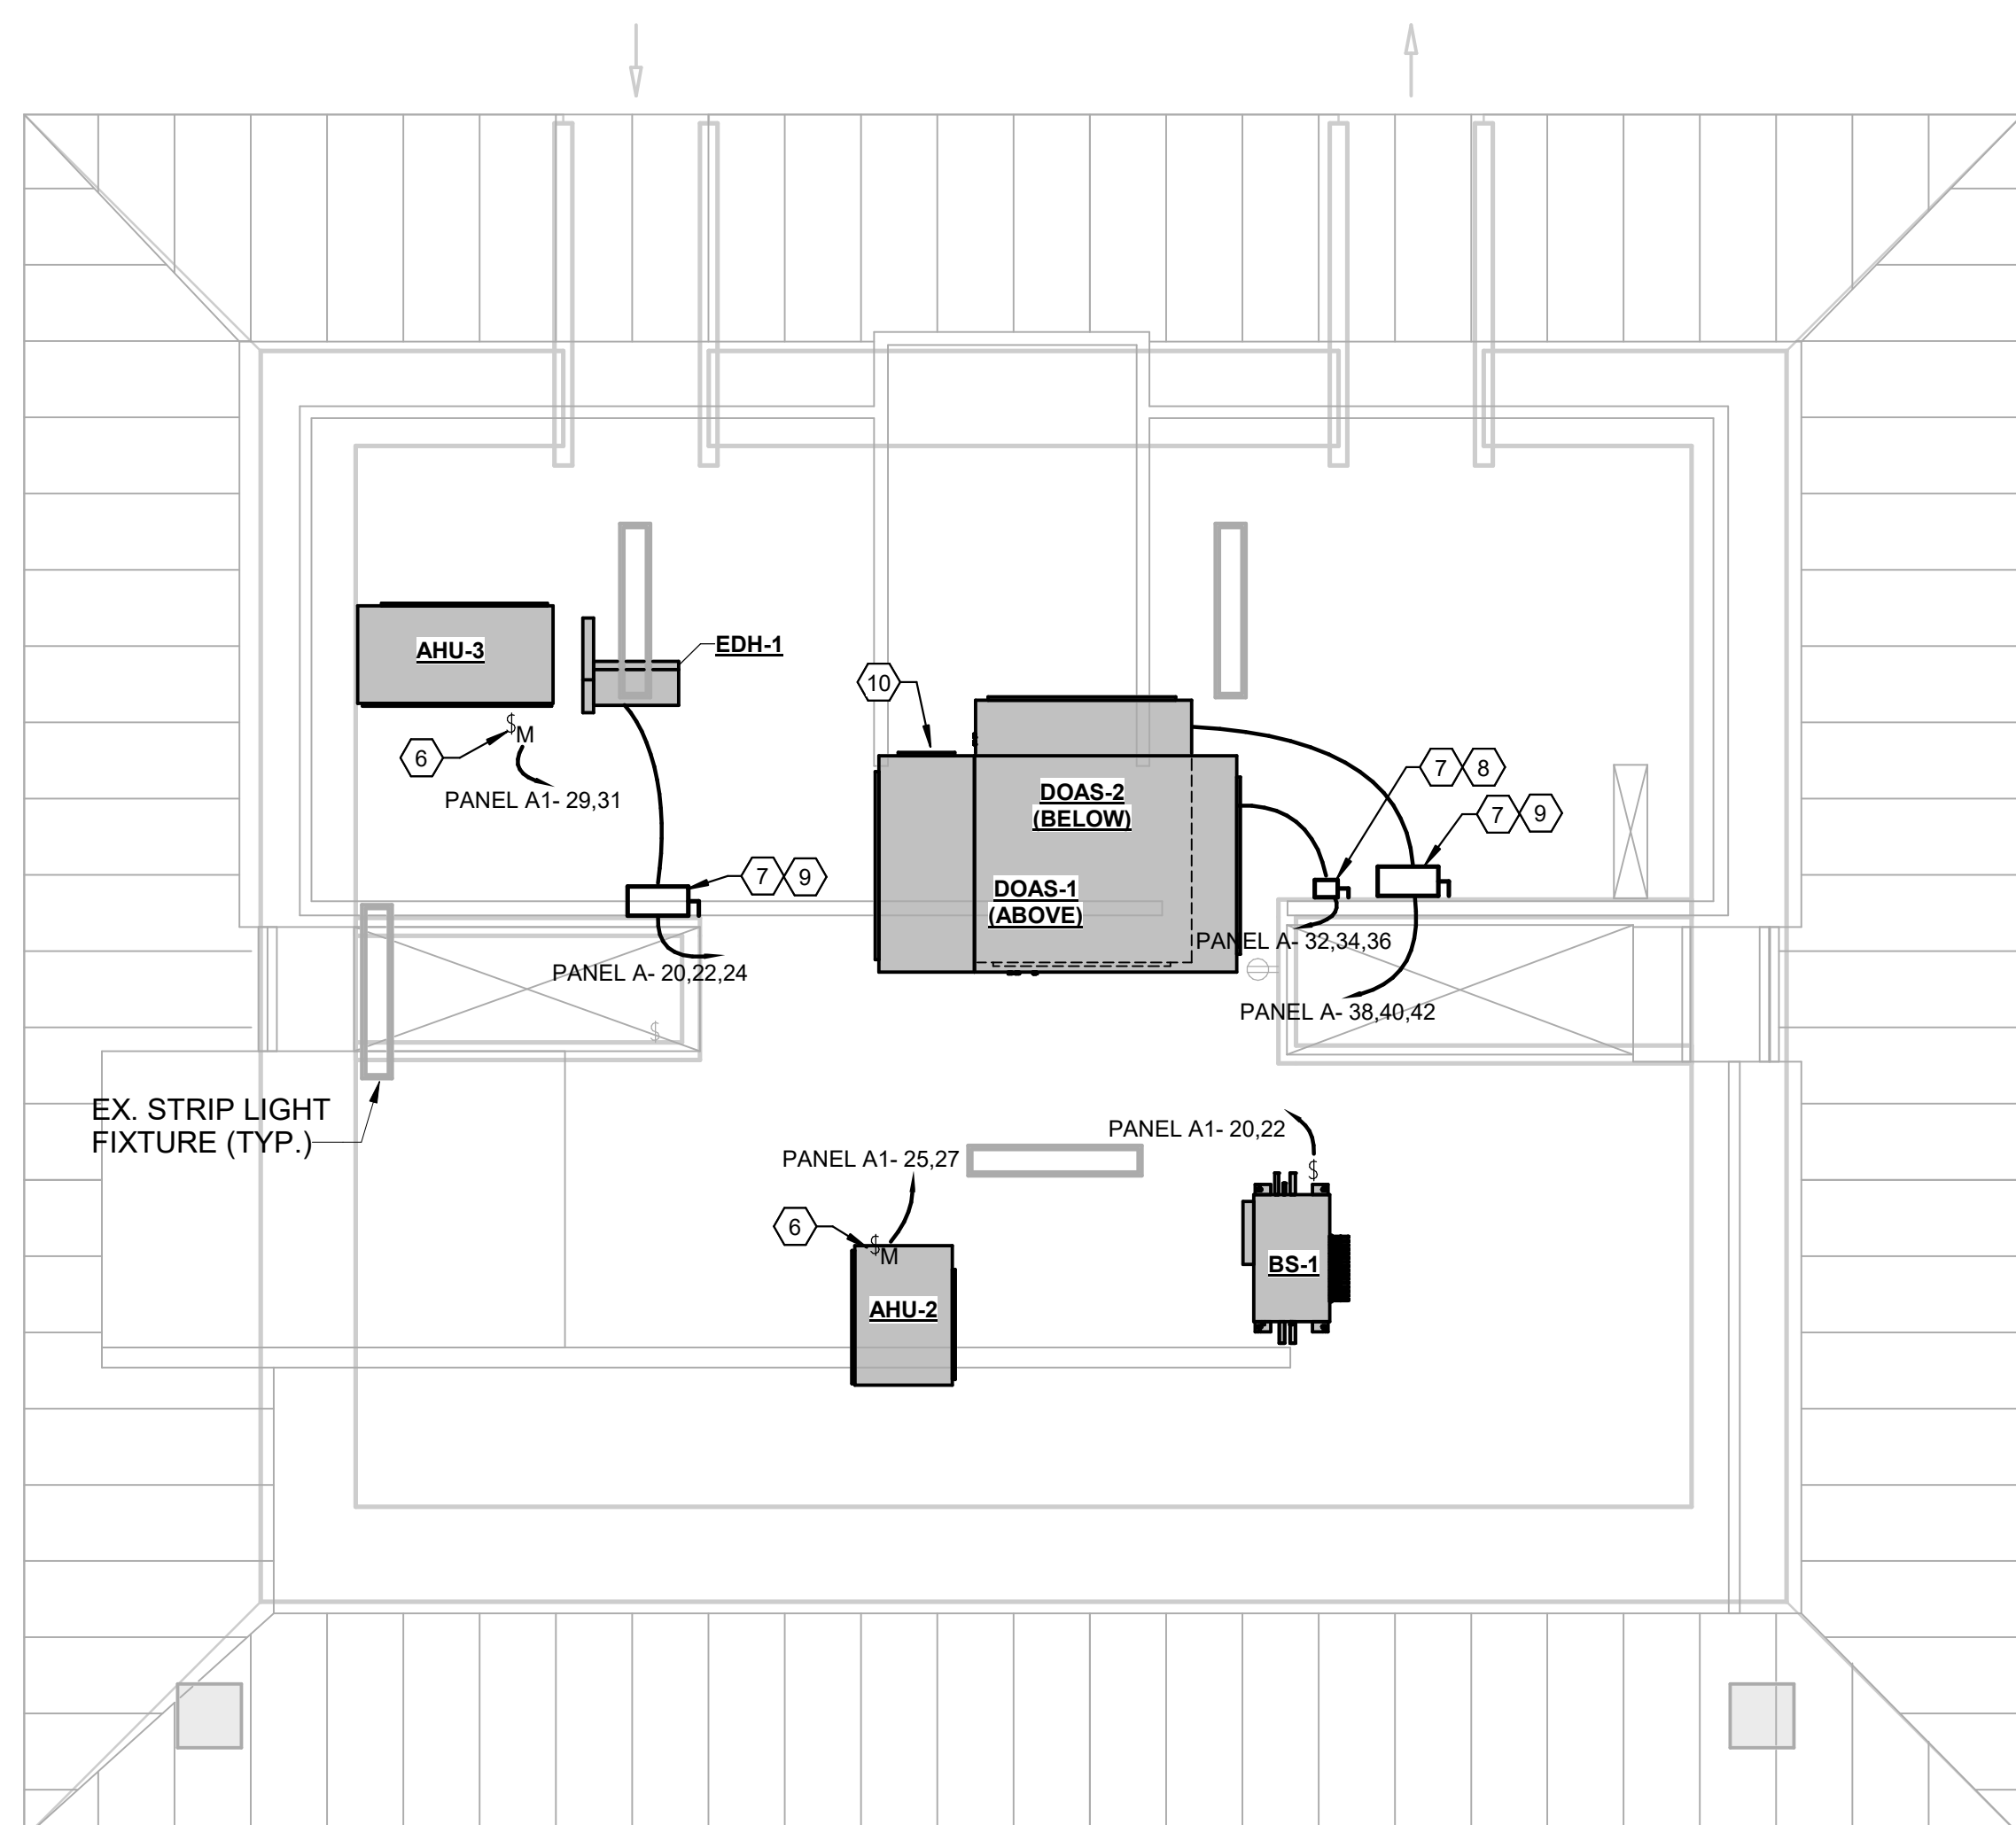 EDH-1
AHU-3
10
$
M
6
7
8
DOAS-2
(BELOW)
PANEL A1- 29,31
7
9
7
9
DOAS-1
(ABOVE)
PANEL A- 32,34,36
PANEL A- 20,22,24
PANEL A- 38,40,42
$
EX. STRIP LIGHT
FIXTURE (TYP.)
PANEL A1- 20,22
PANEL A1- 25,27
$
6
$
M
BS-1
AHU-2